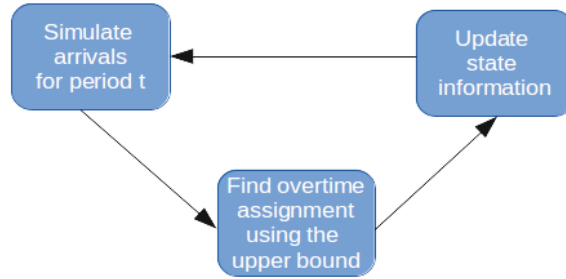 Simulate
arrivals
for period t
Update
state
information
Find overtime
assignment
using the
upper bound